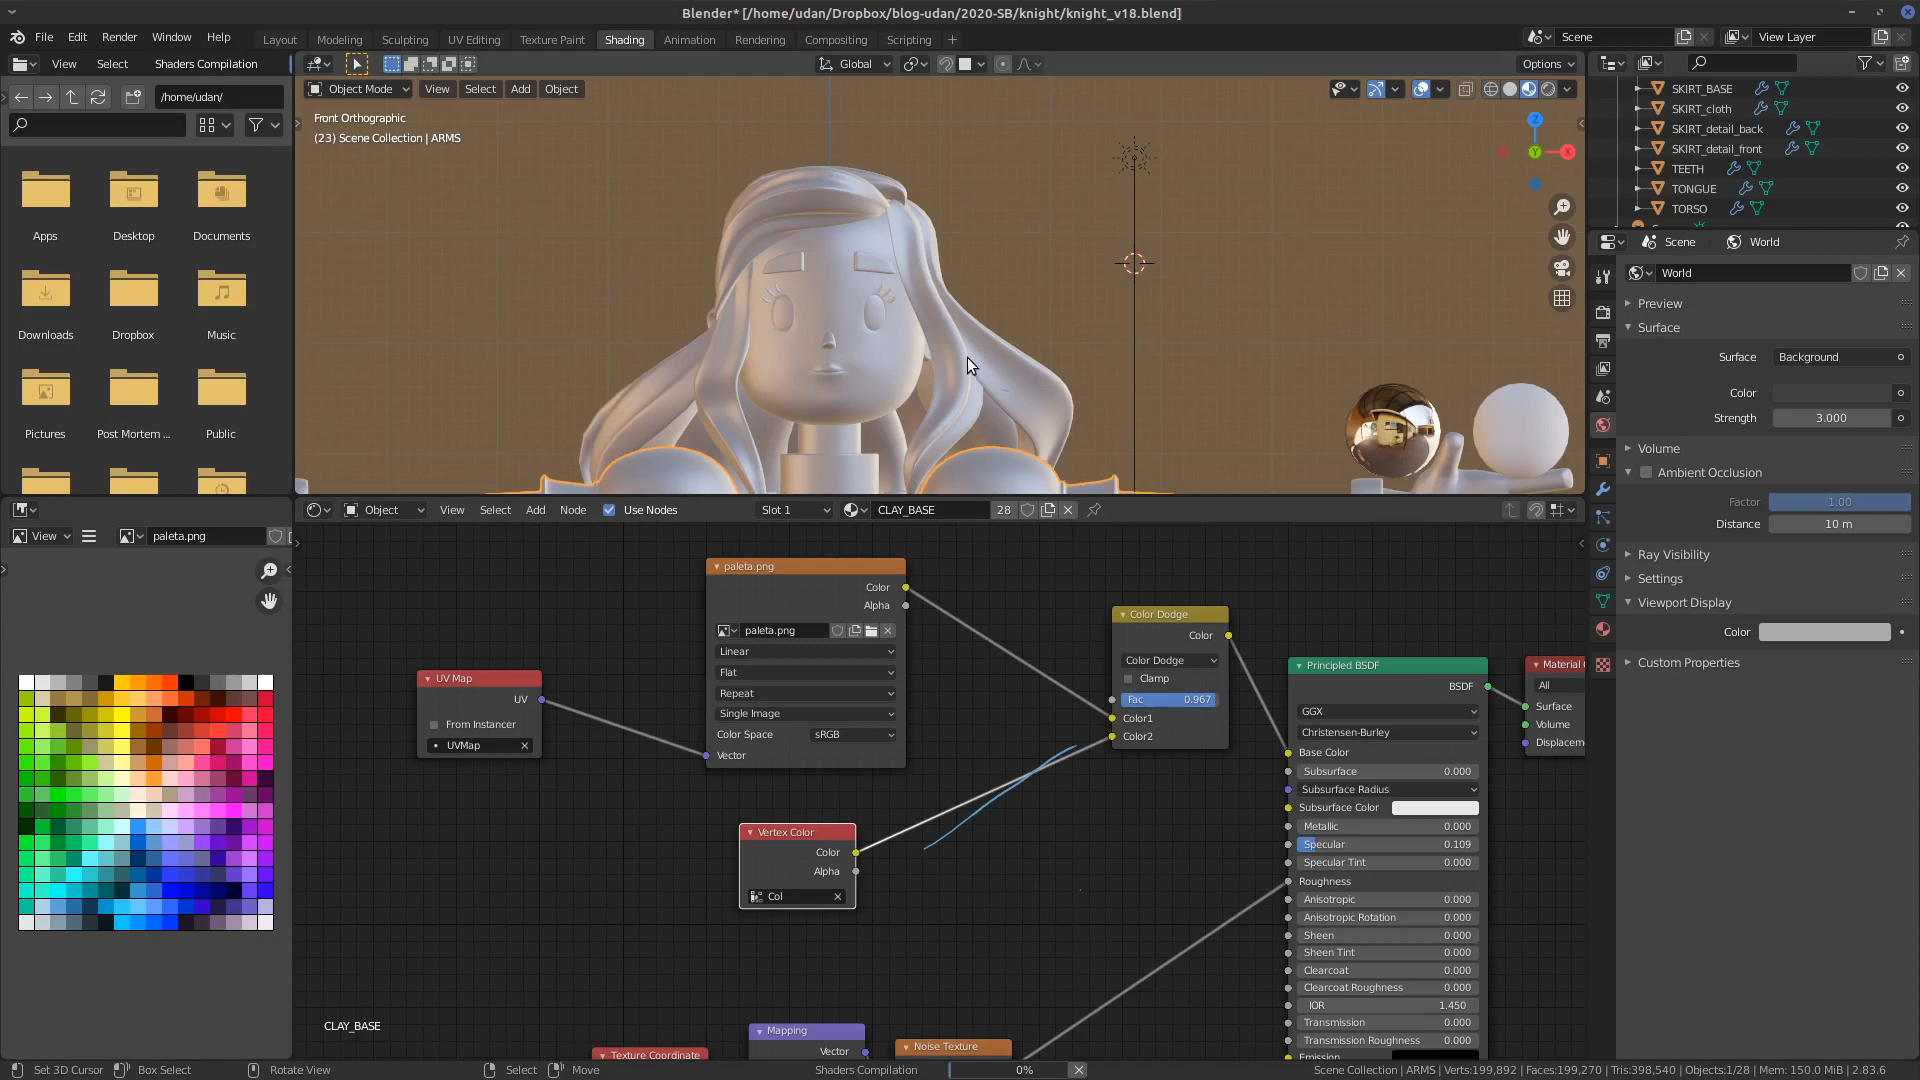 Blender* [/home/udan/Dropbox/blog-udan/2020-SB/knight/knight_v18.blend]
File Edit Render Window Help
Layout Modeling Sculpting UV Editing Texture Paint Shading Animation Rendering Compositing Scripting +
Scene
View Layer
View Select Shaders Compilation
Global
Options
/home/udan/
Object Mode View Select Add Object
Front Orthographic
(23) Scene Collection | ARMS
Z
Y
X
Apps
Desktop
Documents
Downloads
Dropbox
Music
Pictures
Post Mortem ...
Public
SKIRT_BASE
SKIRT_cloth
SKIRT_detail_back
SKIRT_detail_front
TEETH
TONGUE
TORSO
Scene World
World
Preview
Surface
Surface Background
Color
Strength 3.000
Volume
Ambient Occlusion
Factor 1.00
Distance 10 m
Ray Visibility
Settings
Viewport Display
Color
Custom Properties
View
paleta.png
Object View Select Add Node Use Nodes Slot 1 CLAY_BASE 28
UV Map
UV
From Instancer
UVMap
paleta.png
Color
Alpha
paleta.png
Linear
Flat
Repeat
Single Image
Color Space sRGB
Vector
Vertex Color
Color
Alpha
Col
Color Dodge
Color
Color Dodge
Clamp
Fac 0.967
Color1
Color2
Principled BSDF
BSDF
GGX
Christensen-Burley
Base Color
Subsurface 0.000
Subsurface Radius
Subsurface Color
Metallic 0.000
Specular 0.109
Specular Tint 0.000
Roughness
Anisotropic 0.000
Anisotropic Rotation 0.000
Sheen 0.000
Sheen Tint 0.000
Clearcoat 0.000
Clearcoat Roughness 0.000
IOR 1.450
Transmission 0.000
Transmission Roughness 0.000
Emission
Material
All
Surface
Volume
Displacem
Mapping
Vector
Noise Texture
Texture Coordinate
CLAY_BASE
Set 3D Cursor Box Select Rotate View Select Move Shaders Compilation 0% Scene Collection | ARMS | Verts:199,892 | Faces:199,270 | Tris:398,540 | Objects:1/28 | Mem: 150.0 MiB | 2.83.6